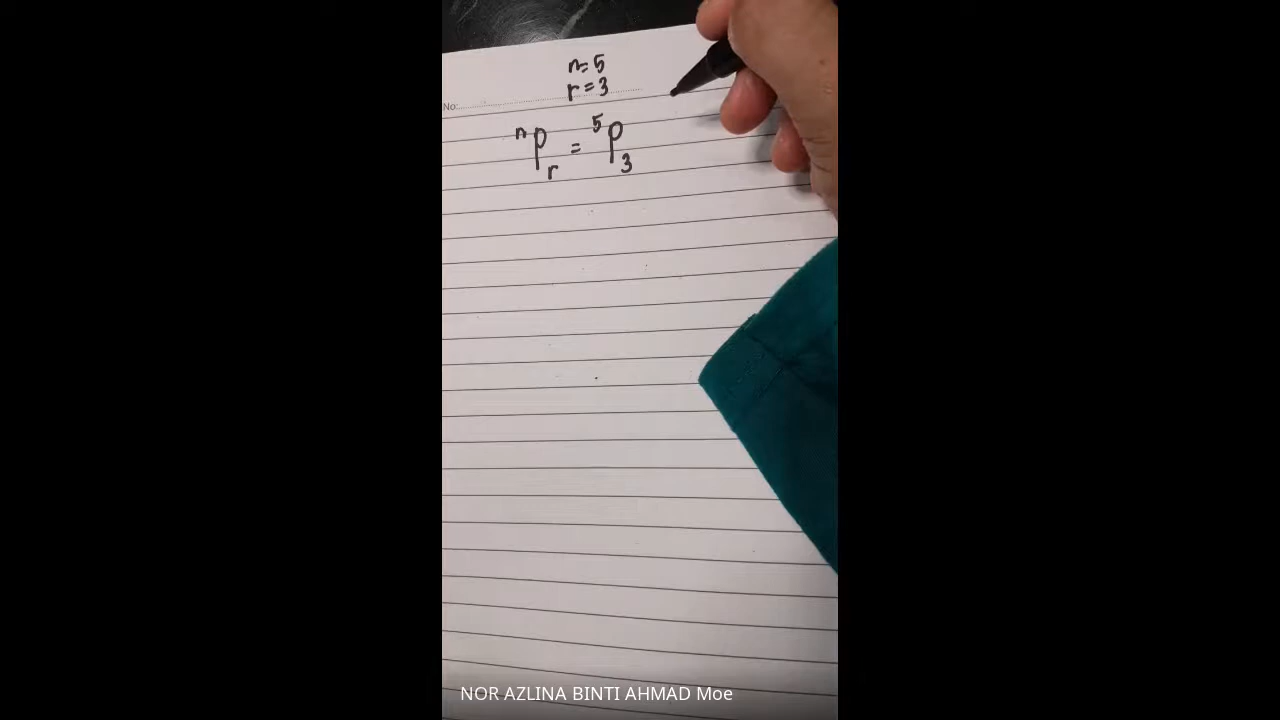 n = 5
r = 3
No:
ⁿPᵣ = ⁵P₃
NOR AZLINA BINTI AHMAD Moe